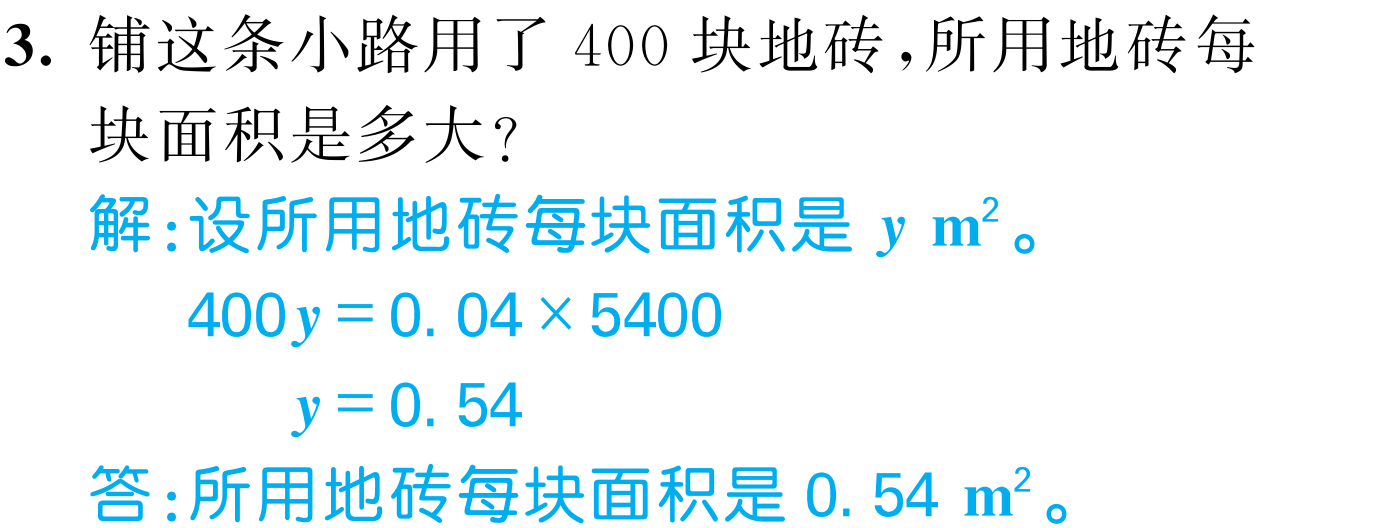 3. 铺这条小路用了 400 块地砖,所用地砖每
块面积是多大?
解:设所用地砖每块面积是 y m²。
400y=0.04×5400
y=0.54
答:所用地砖每块面积是 0.54 m²。